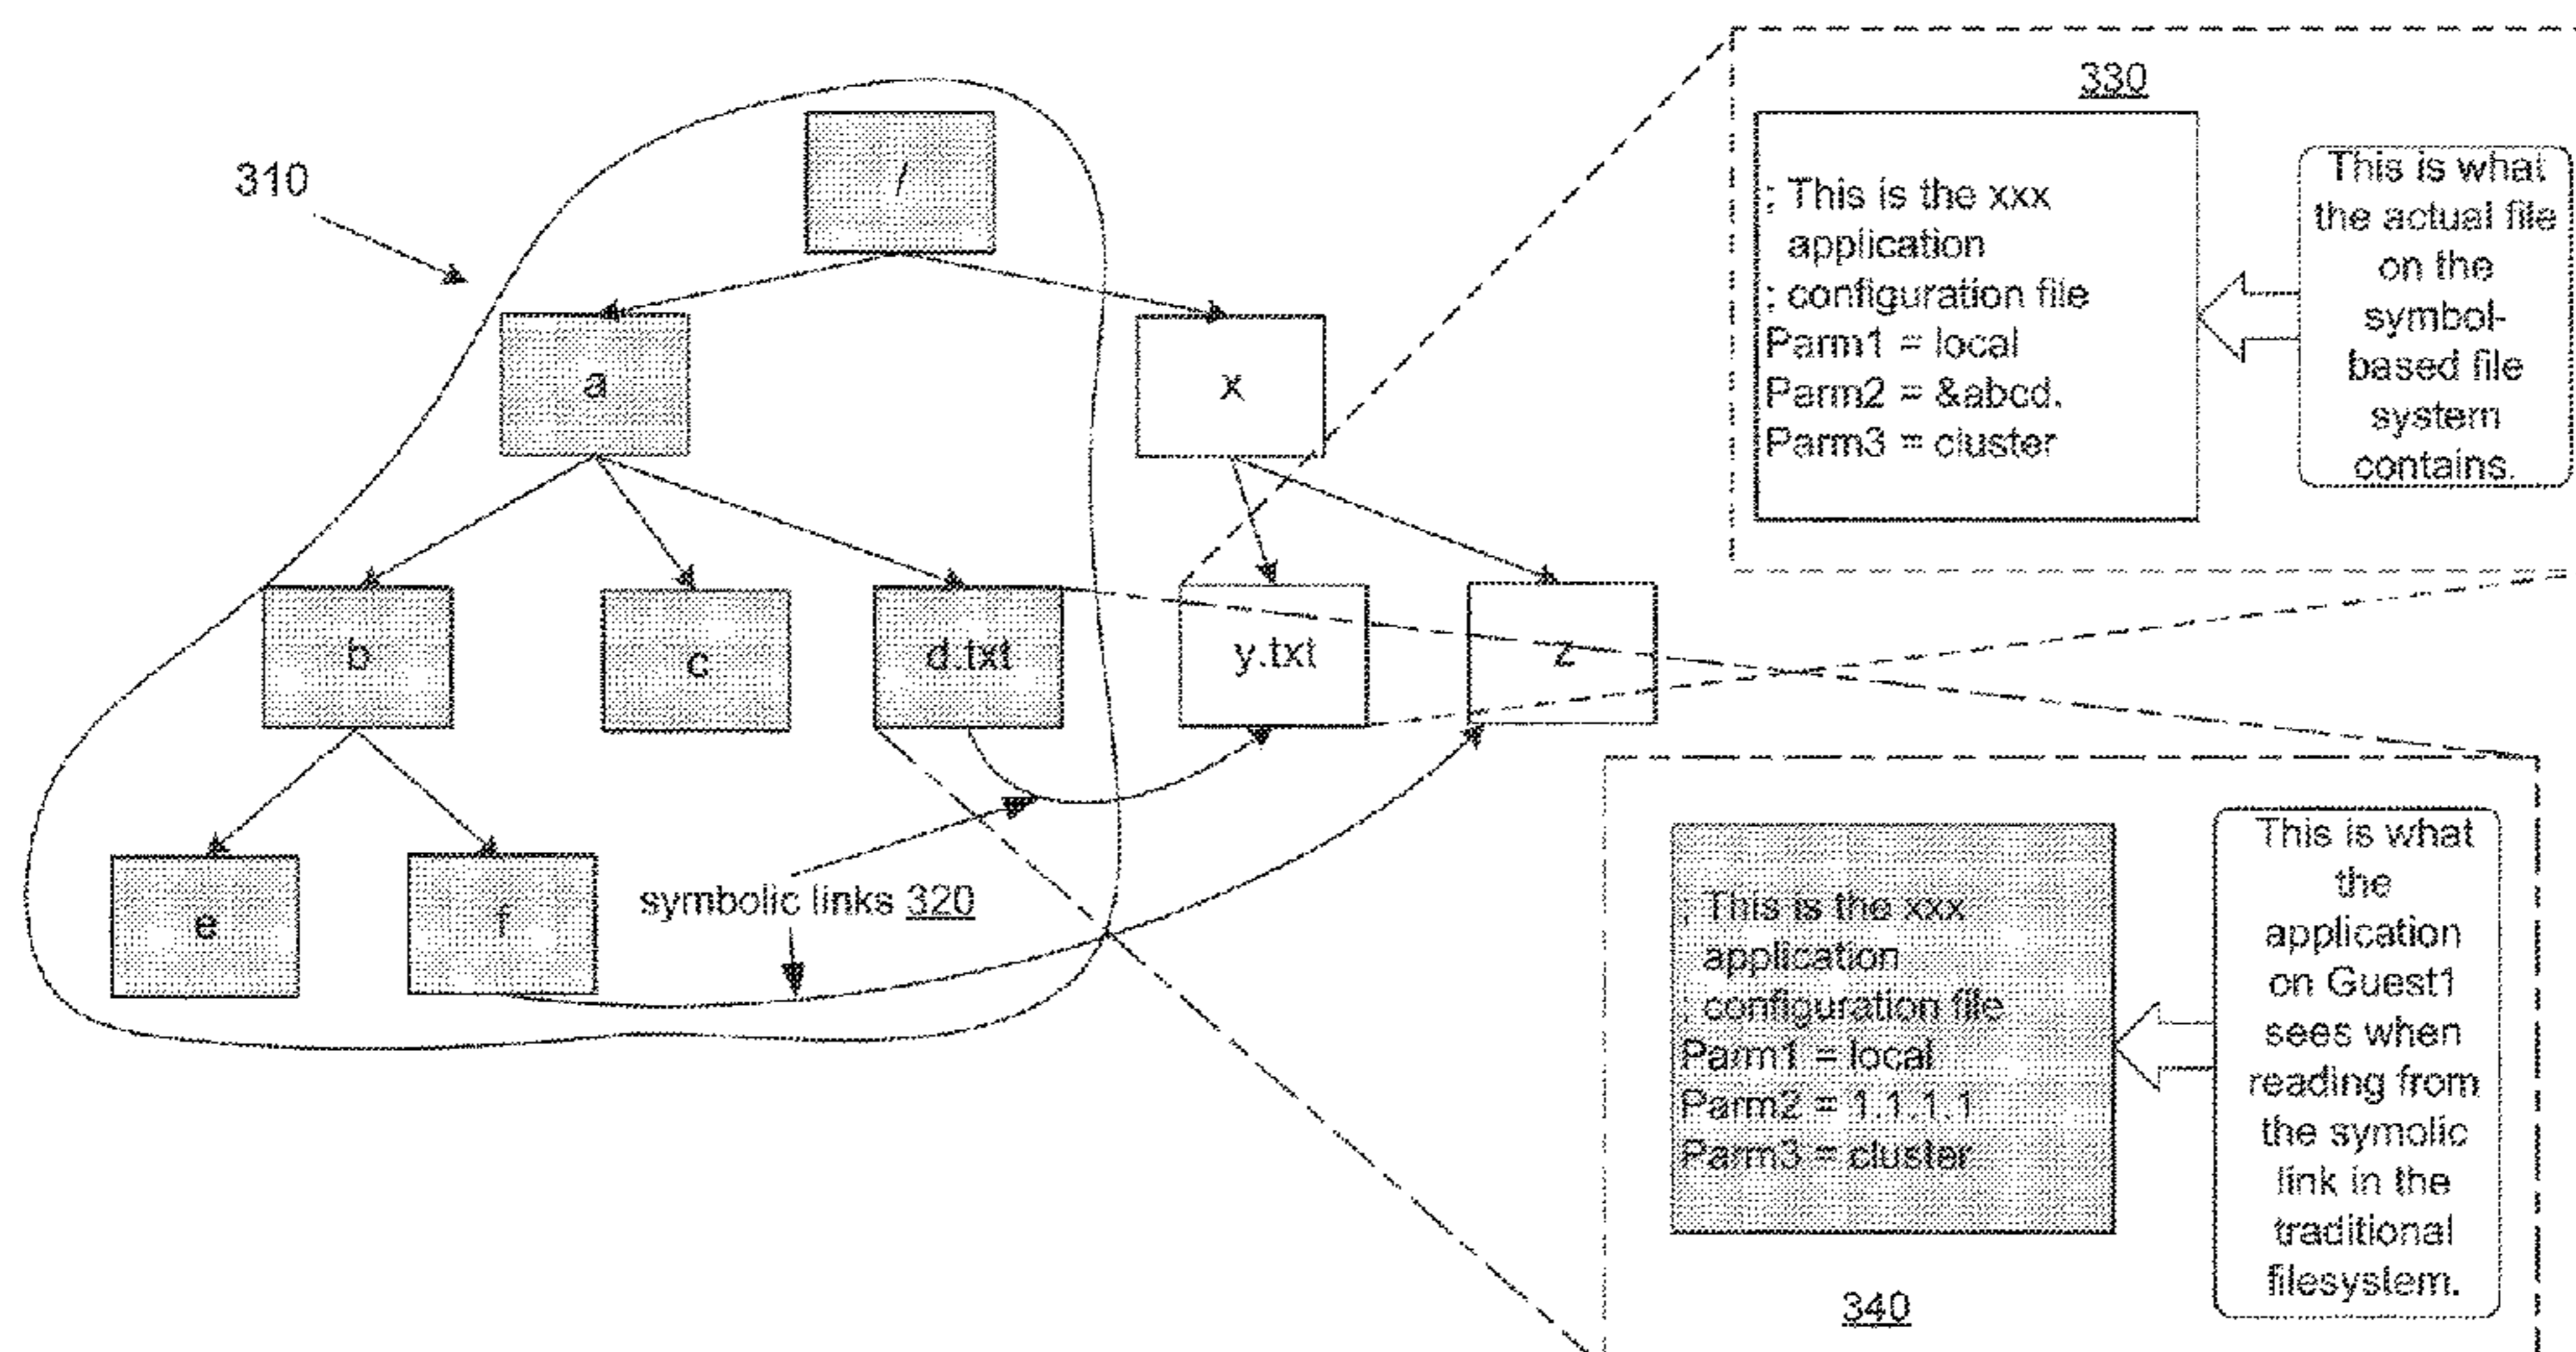 310
/
a
x
b
c
d.txt
y.txt
z
e
f
symbolic links 320
330
; This is the xxx
application
; configuration file
Parm1 = local
Parm2 = &abcd.
Parm3 = cluster
This is what
the actual file
on the
symbol-
based file
system
contains.
; This is the xxx
application
; configuration file
Parm1 = local
Parm2 = 1.1.1.1
Parm3 = cluster
340
This is what
the
application
on Guest1
sees when
reading from
the symolic
link in the
traditional
filesystem.